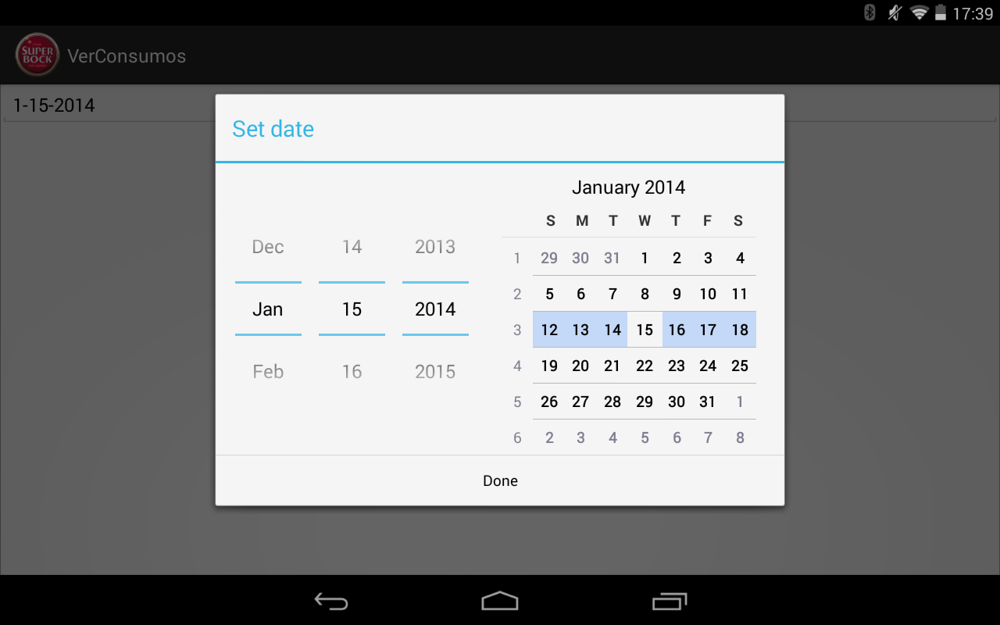 17:39
SUPER
BOCK
VerConsumos
1-15-2014
Set date
Dec 14 2013
Jan 15 2014
Feb 16 2015
January 2014
S M T W T F S
1 29 30 31 1 2 3 4
2 5 6 7 8 9 10 11
3 12 13 14 15 16 17 18
4 19 20 21 22 23 24 25
5 26 27 28 29 30 31 1
6 2 3 4 5 6 7 8
Done